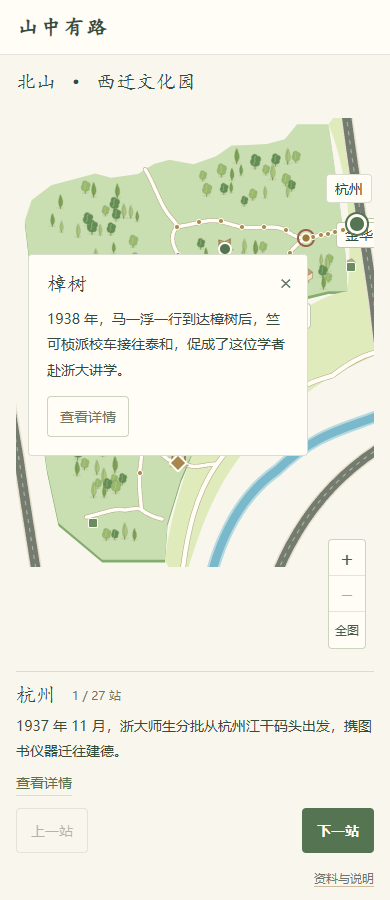 山中有路
北山 • 西迁文化园
杭州
金华
樟树 ×
1938 年，马一浮一行到达樟树后，竺
可桢派校车接往泰和，促成了这位学者
赴浙大讲学。
查看详情
+
−
全图
杭州 1 / 27 站
1937 年 11 月，浙大师生分批从杭州江干码头出发，携图
书仪器迁往建德。
查看详情
上一站 下一站
资料与说明